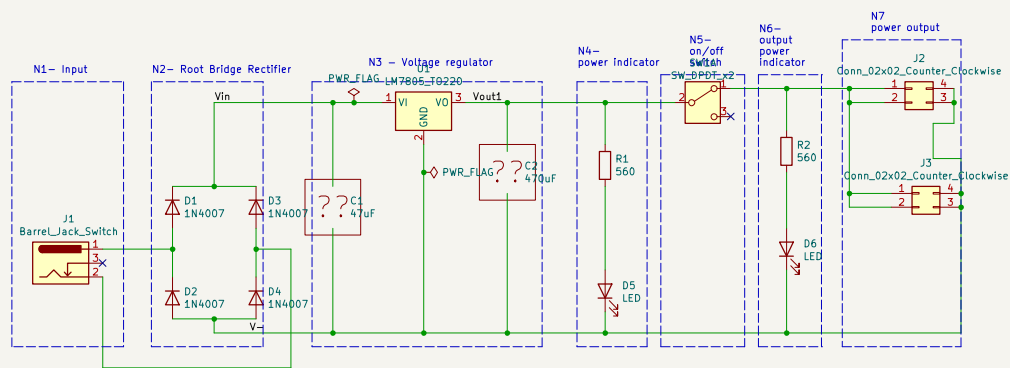 N1- Input
N2- Root Bridge Rectifier
N3 - Voltage regulator
N4-
power indicator
N5-
on/off
switch
N6-
output
power
indicator
N7
power output
J1
Barrel_Jack_Switch
1
3
2
Vin
D1
1N4007
D3
1N4007
D2
1N4007
D4
1N4007
V-
PWR_FLAG
U1
LM7805_TO220
1
VI
VO
3
GND
2
PWR_FLAG
Vout1
??
C1
47uF
??
C2
470uF
R1
560
D5
LED
SW_DPDT_x2
2
1
3
R2
560
D6
LED
J2
Conn_02x02_Counter_Clockwise
1
2
4
3
J3
Conn_02x02_Counter_Clockwise
1
2
4
3